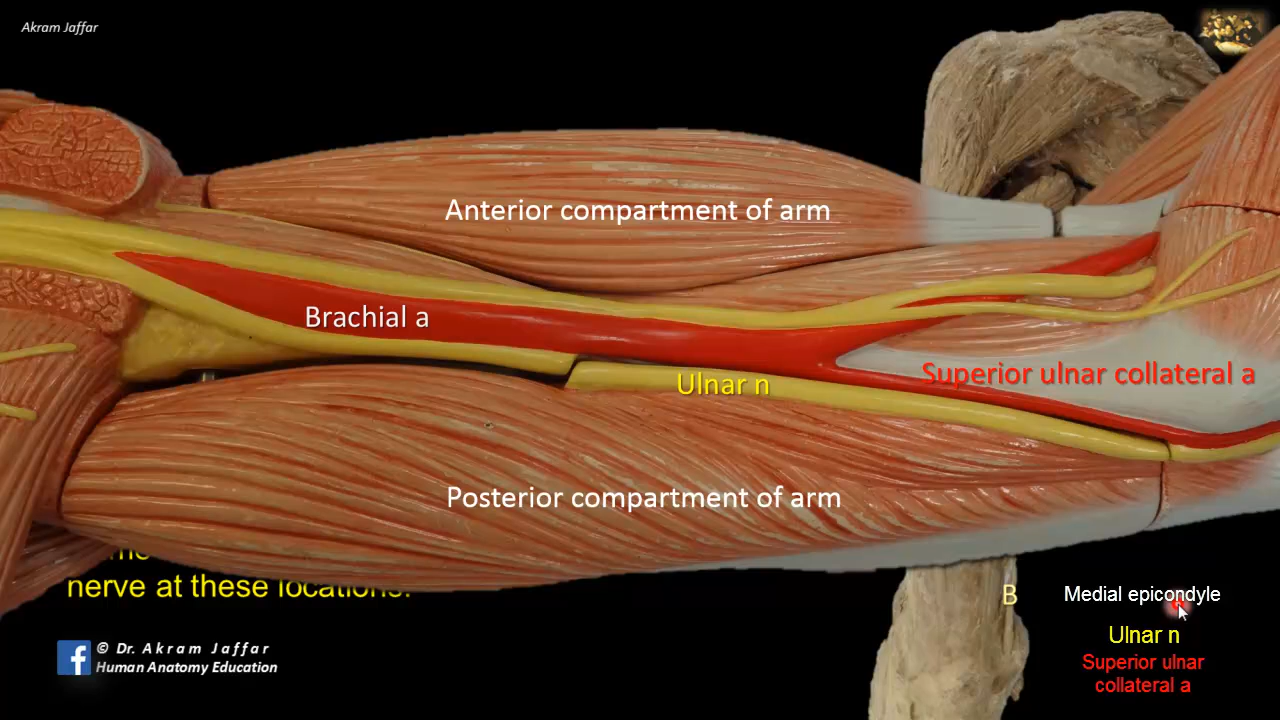 Akram Jaffar
Anterior compartment of arm
Brachial a
Superior ulnar collateral a
Ulnar n
Posterior compartment of arm
nerve at these locations.
B
Medial epicondyle
Ulnar n
Superior ulnar
collateral a
f © Dr. Akram Jaffar
Human Anatomy Education